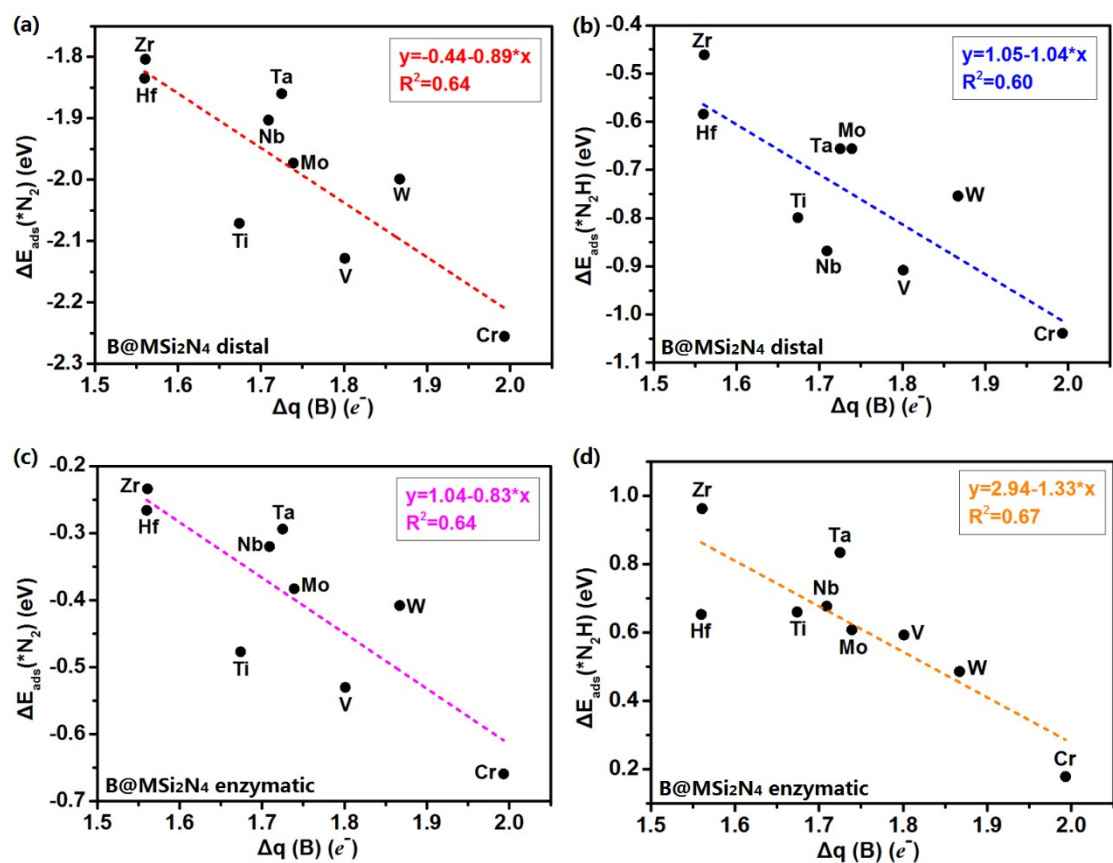 (a)
-1.8
-1.9
-2.0
-2.1
-2.2
-2.3
ΔE_ads(*N₂) (eV)
Zr
Hf
Ta
Nb
Mo
W
Ti
V
Cr
y=-0.44-0.89*x
R²=0.64
B@MSi₂N₄ distal
1.5 1.6 1.7 1.8 1.9 2.0
Δq (B) (e⁻)
(b)
-0.4
-0.5
-0.6
-0.7
-0.8
-0.9
-1.0
-1.1
ΔE_ads(*N₂H) (eV)
Zr
Hf
Ta
Mo
W
Ti
Nb
V
Cr
y=1.05-1.04*x
R²=0.60
B@MSi₂N₄ distal
1.5 1.6 1.7 1.8 1.9 2.0
Δq (B) (e⁻)
(c)
-0.2
-0.3
-0.4
-0.5
-0.6
-0.7
ΔE_ads(*N₂) (eV)
Zr
Hf
Ta
Nb
Mo
W
Ti
V
Cr
y=1.04-0.83*x
R²=0.64
B@MSi₂N₄ enzymatic
1.5 1.6 1.7 1.8 1.9 2.0
Δq (B) (e⁻)
(d)
1.0
0.8
0.6
0.4
0.2
ΔE_ads(*N₂H) (eV)
Zr
Ta
Nb
Hf
Ti
Mo
V
W
Cr
y=2.94-1.33*x
R²=0.67
B@MSi₂N₄ enzymatic
1.5 1.6 1.7 1.8 1.9 2.0
Δq (B) (e⁻)